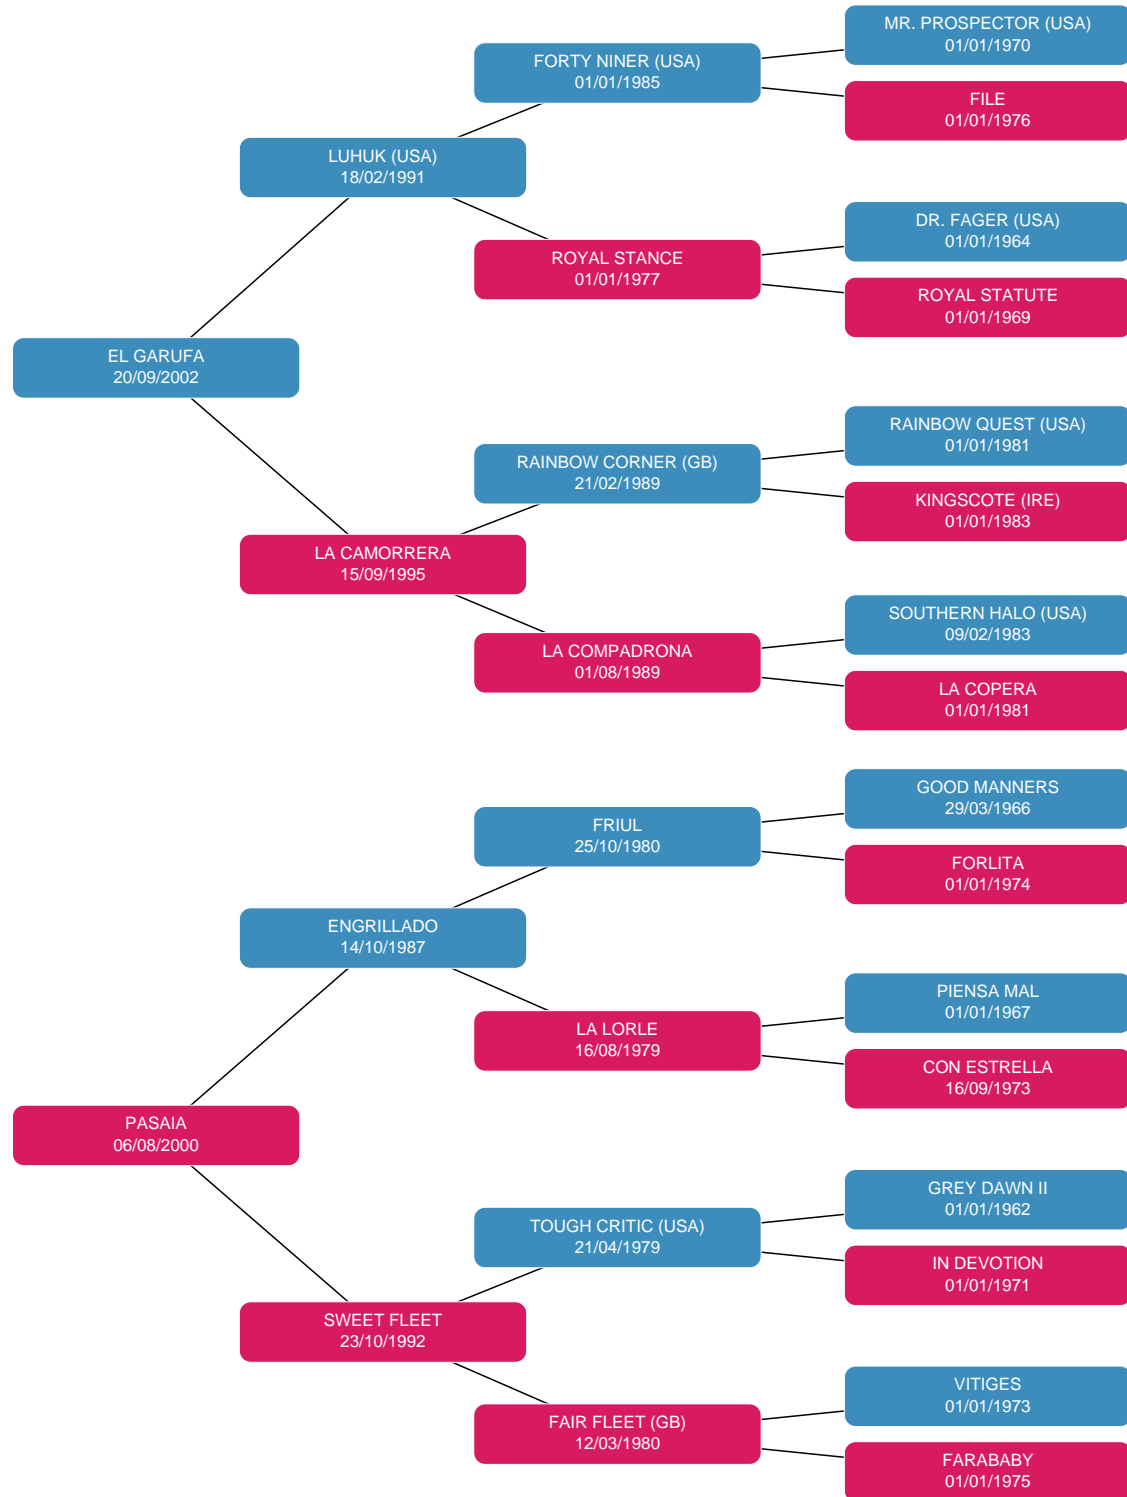 MR. PROSPECTOR (USA)
01/01/1970
FORTY NINER (USA)
01/01/1985
FILE
01/01/1976
LUHUK (USA)
18/02/1991
DR. FAGER (USA)
01/01/1964
ROYAL STANCE
01/01/1977
ROYAL STATUTE
01/01/1969
EL GARUFA
20/09/2002
RAINBOW QUEST (USA)
01/01/1981
RAINBOW CORNER (GB)
21/02/1989
KINGSCOTE (IRE)
01/01/1983
LA CAMORRERA
15/09/1995
SOUTHERN HALO (USA)
09/02/1983
LA COMPADRONA
01/08/1989
LA COPERA
01/01/1981
GOOD MANNERS
29/03/1966
FRIUL
25/10/1980
FORLITA
01/01/1974
ENGRILLADO
14/10/1987
PIENSA MAL
01/01/1967
LA LORLE
16/08/1979
CON ESTRELLA
16/09/1973
PASAIA
06/08/2000
GREY DAWN II
01/01/1962
TOUGH CRITIC (USA)
21/04/1979
IN DEVOTION
01/01/1971
SWEET FLEET
23/10/1992
VITIGES
01/01/1973
FAIR FLEET (GB)
12/03/1980
FARABABY
01/01/1975